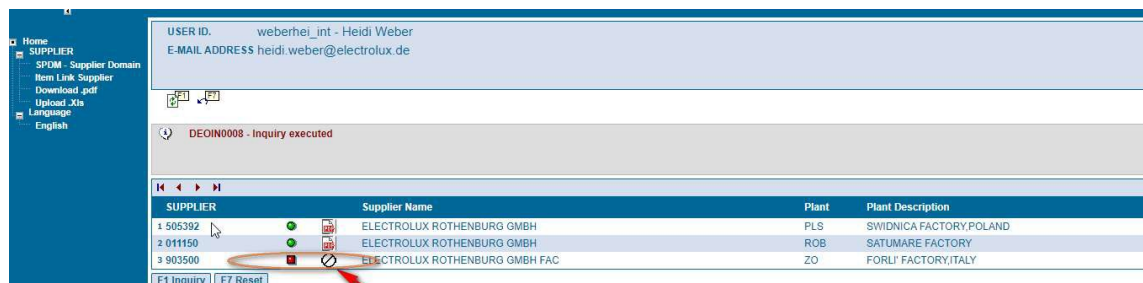 Home
SUPPLIER
SPDM - Supplier Domain
Item Link Supplier
Download .pdf
Upload .Xls
Language
English
USER ID. weberhei_int - Heidi Weber
E-MAIL ADDRESS heidi.weber@electrolux.de
F1 F7
DEOIN0008 - Inquiry executed
SUPPLIER Supplier Name Plant Plant Description
1 505392 ELECTROLUX ROTHENBURG GMBH PLS SWIDNICA FACTORY,POLAND
2 011150 ELECTROLUX ROTHENBURG GMBH ROB SATUMARE FACTORY
3 903500 ELECTROLUX ROTHENBURG GMBH FAC ZO FORLI' FACTORY,ITALY
F1 Inquiry F7 Reset